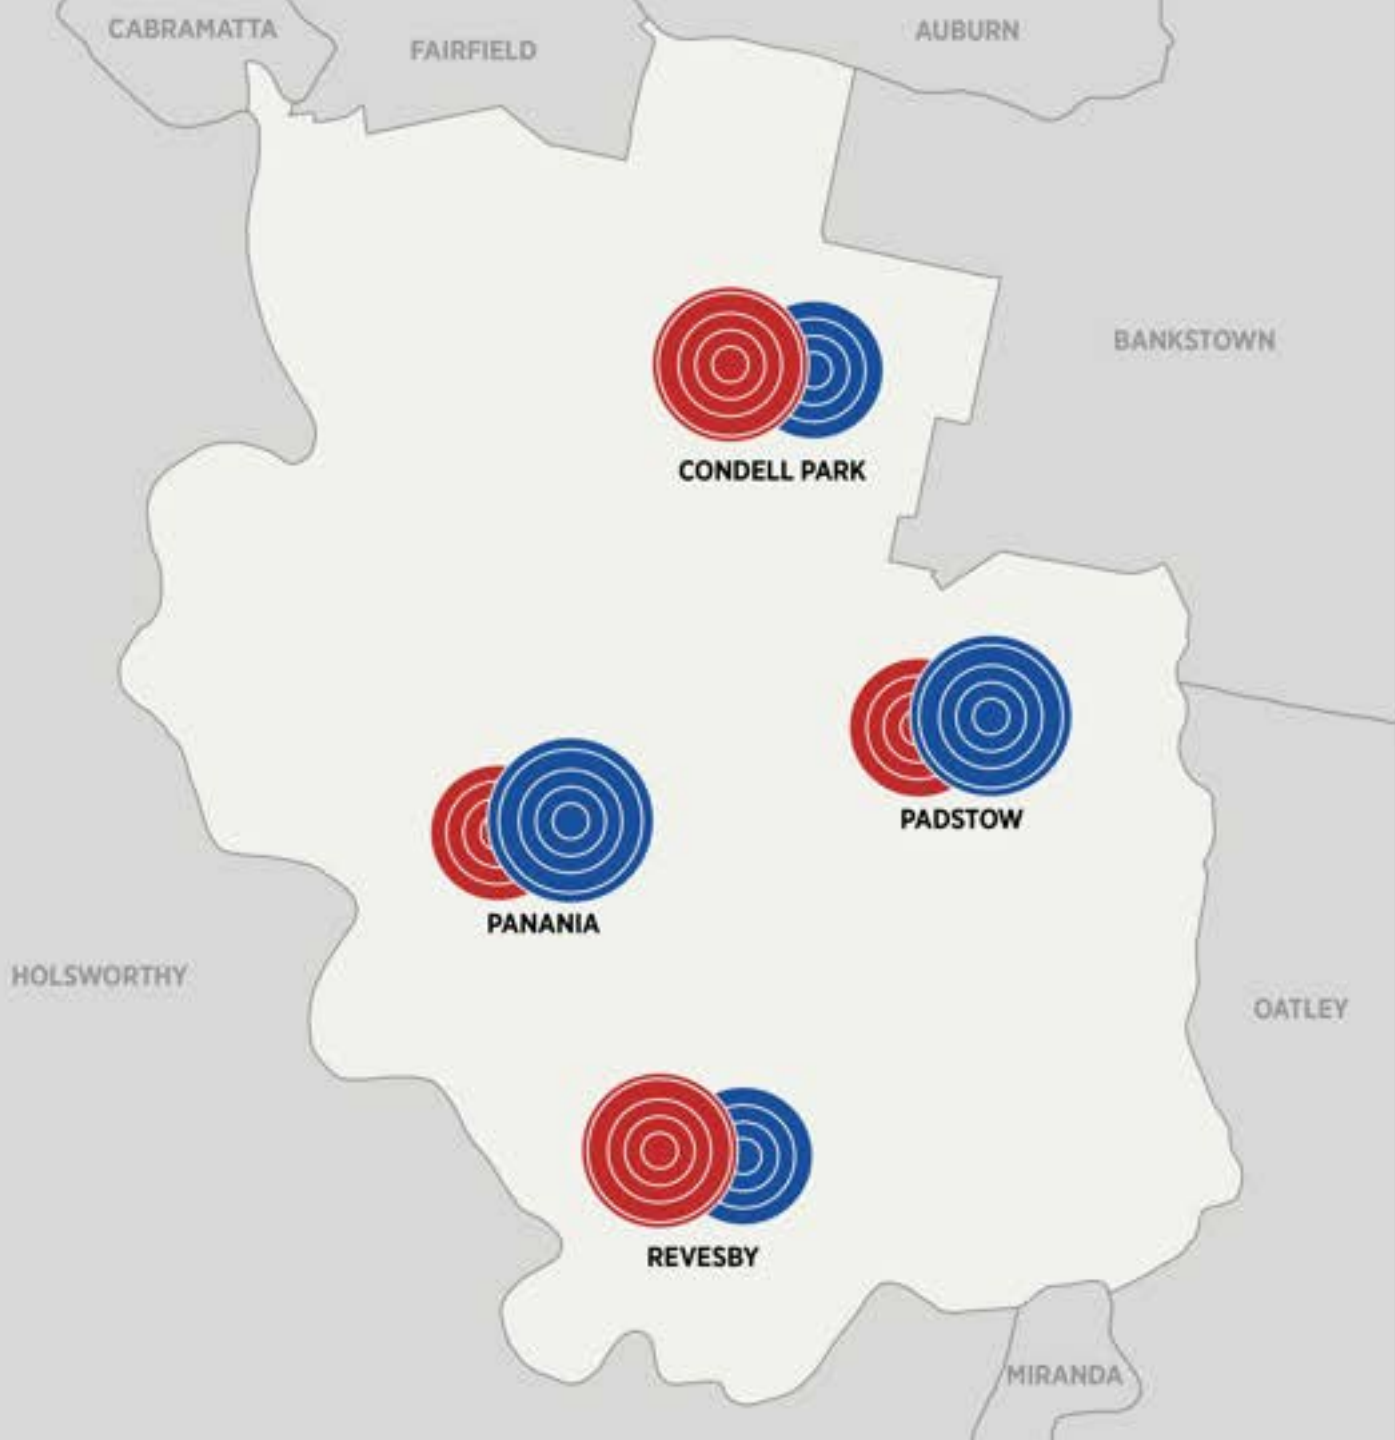 CABRAMATTA
FAIRFIELD
AUBURN
BANKSTOWN
CONDELL PARK
PADSTOW
PANANIA
HOLSWORTHY
OATLEY
REVESBY
MIRANDA